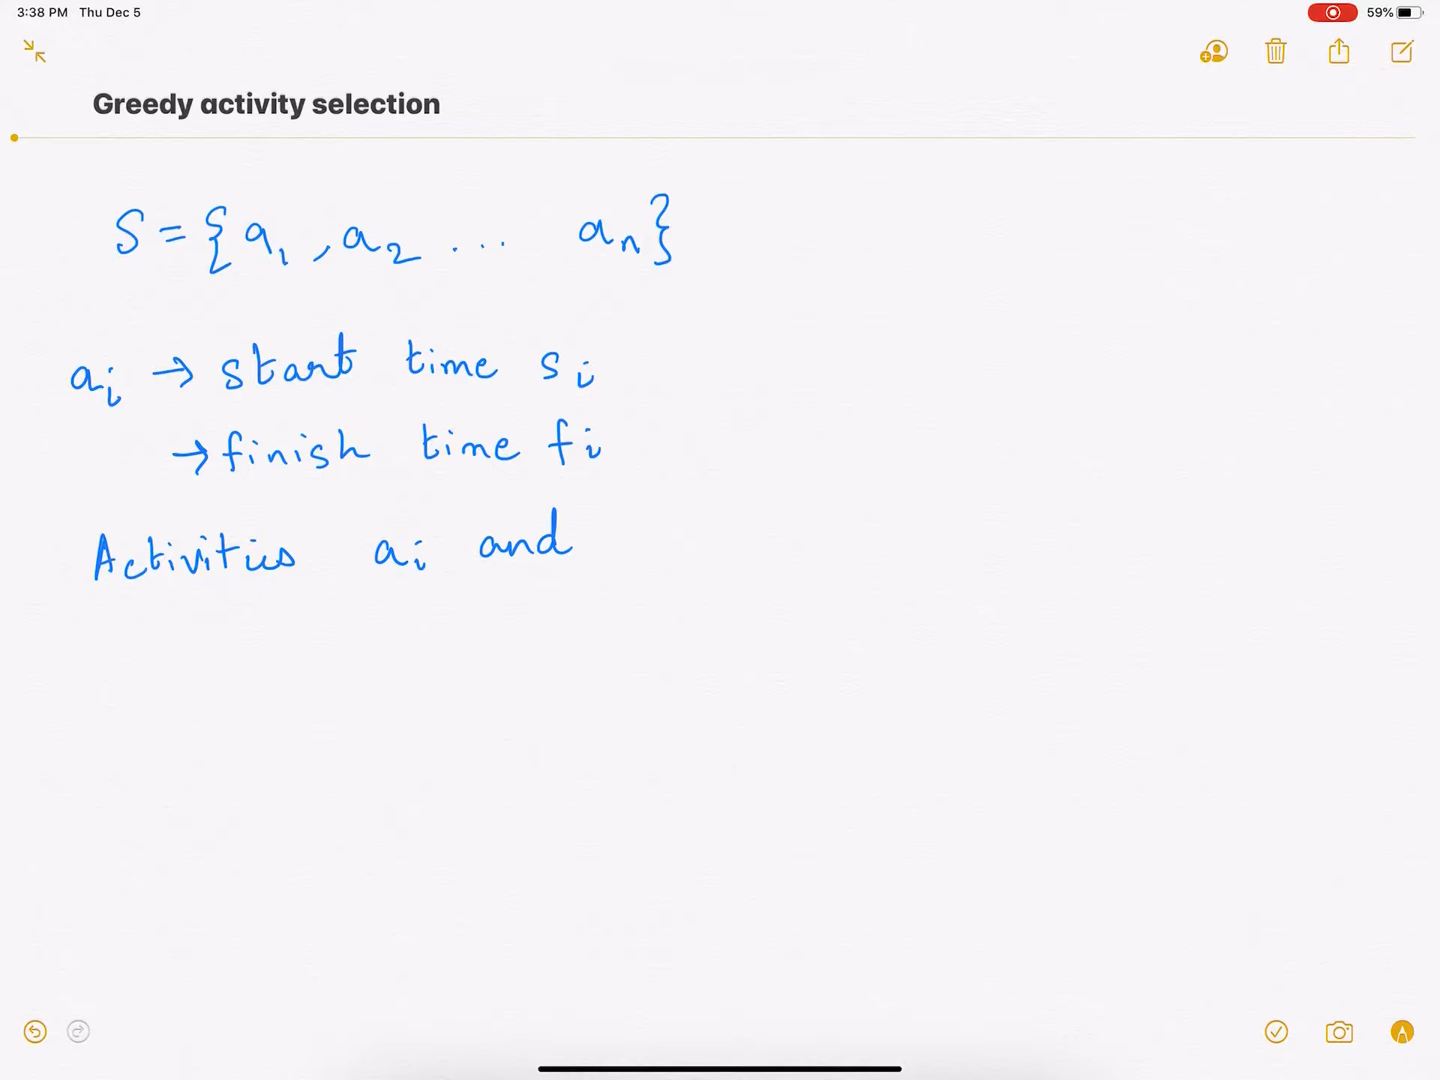 3:38 PM Thu Dec 5 59%
Greedy activity selection
S = {a₁, a₂ ... aₙ}
aᵢ → start time sᵢ
→ finish time fᵢ
Activities aᵢ and